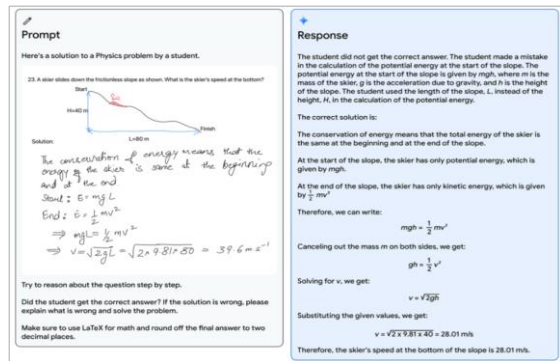 Prompt
Here's a solution to a Physics problem by a student.
23. A skier slides down the frictionless slope as shown. What is the skier's speed at the bottom?
Start
H=40 m
Finish
L=80 m
Solution:
The conservation of energy means that the
energy of the skier is same at the beginning
and at the end
Start: E = mgL
End: E = 1/2 mv²
⇒ mgL = 1/2 mv²
⇒ v = √2gL = √2×9.81×80 = 39.6 ms⁻¹
Try to reason about the question step by step.
Did the student get the correct answer? If the solution is wrong, please
explain what is wrong and solve the problem.
Make sure to use LaTeX for math and round off the final answer to two
decimal places.
Response
The student did not get the correct answer. The student made a mistake
in the calculation of the potential energy at the start of the slope. The
potential energy at the start of the slope is given by mgh, where m is the
mass of the skier, g is the acceleration due to gravity, and h is the height
of the slope. The student used the length of the slope, L, instead of the
height, H, in the calculation of the potential energy.
The correct solution is:
The conservation of energy means that the total energy of the skier is
the same at the beginning and at the end of the slope.
At the start of the slope, the skier has only potential energy, which is
given by mgh.
At the end of the slope, the skier has only kinetic energy, which is given
by 1/2 mv²
Therefore, we can write:
mgh = 1/2 mv²
Canceling out the mass m on both sides, we get:
gh = 1/2 v²
Solving for v, we get:
v = √2gh
Substituting the given values, we get:
v = √2 x 9.81 x 40 = 28.01 m/s
Therefore, the skier's speed at the bottom of the slope is 28.01 m/s.